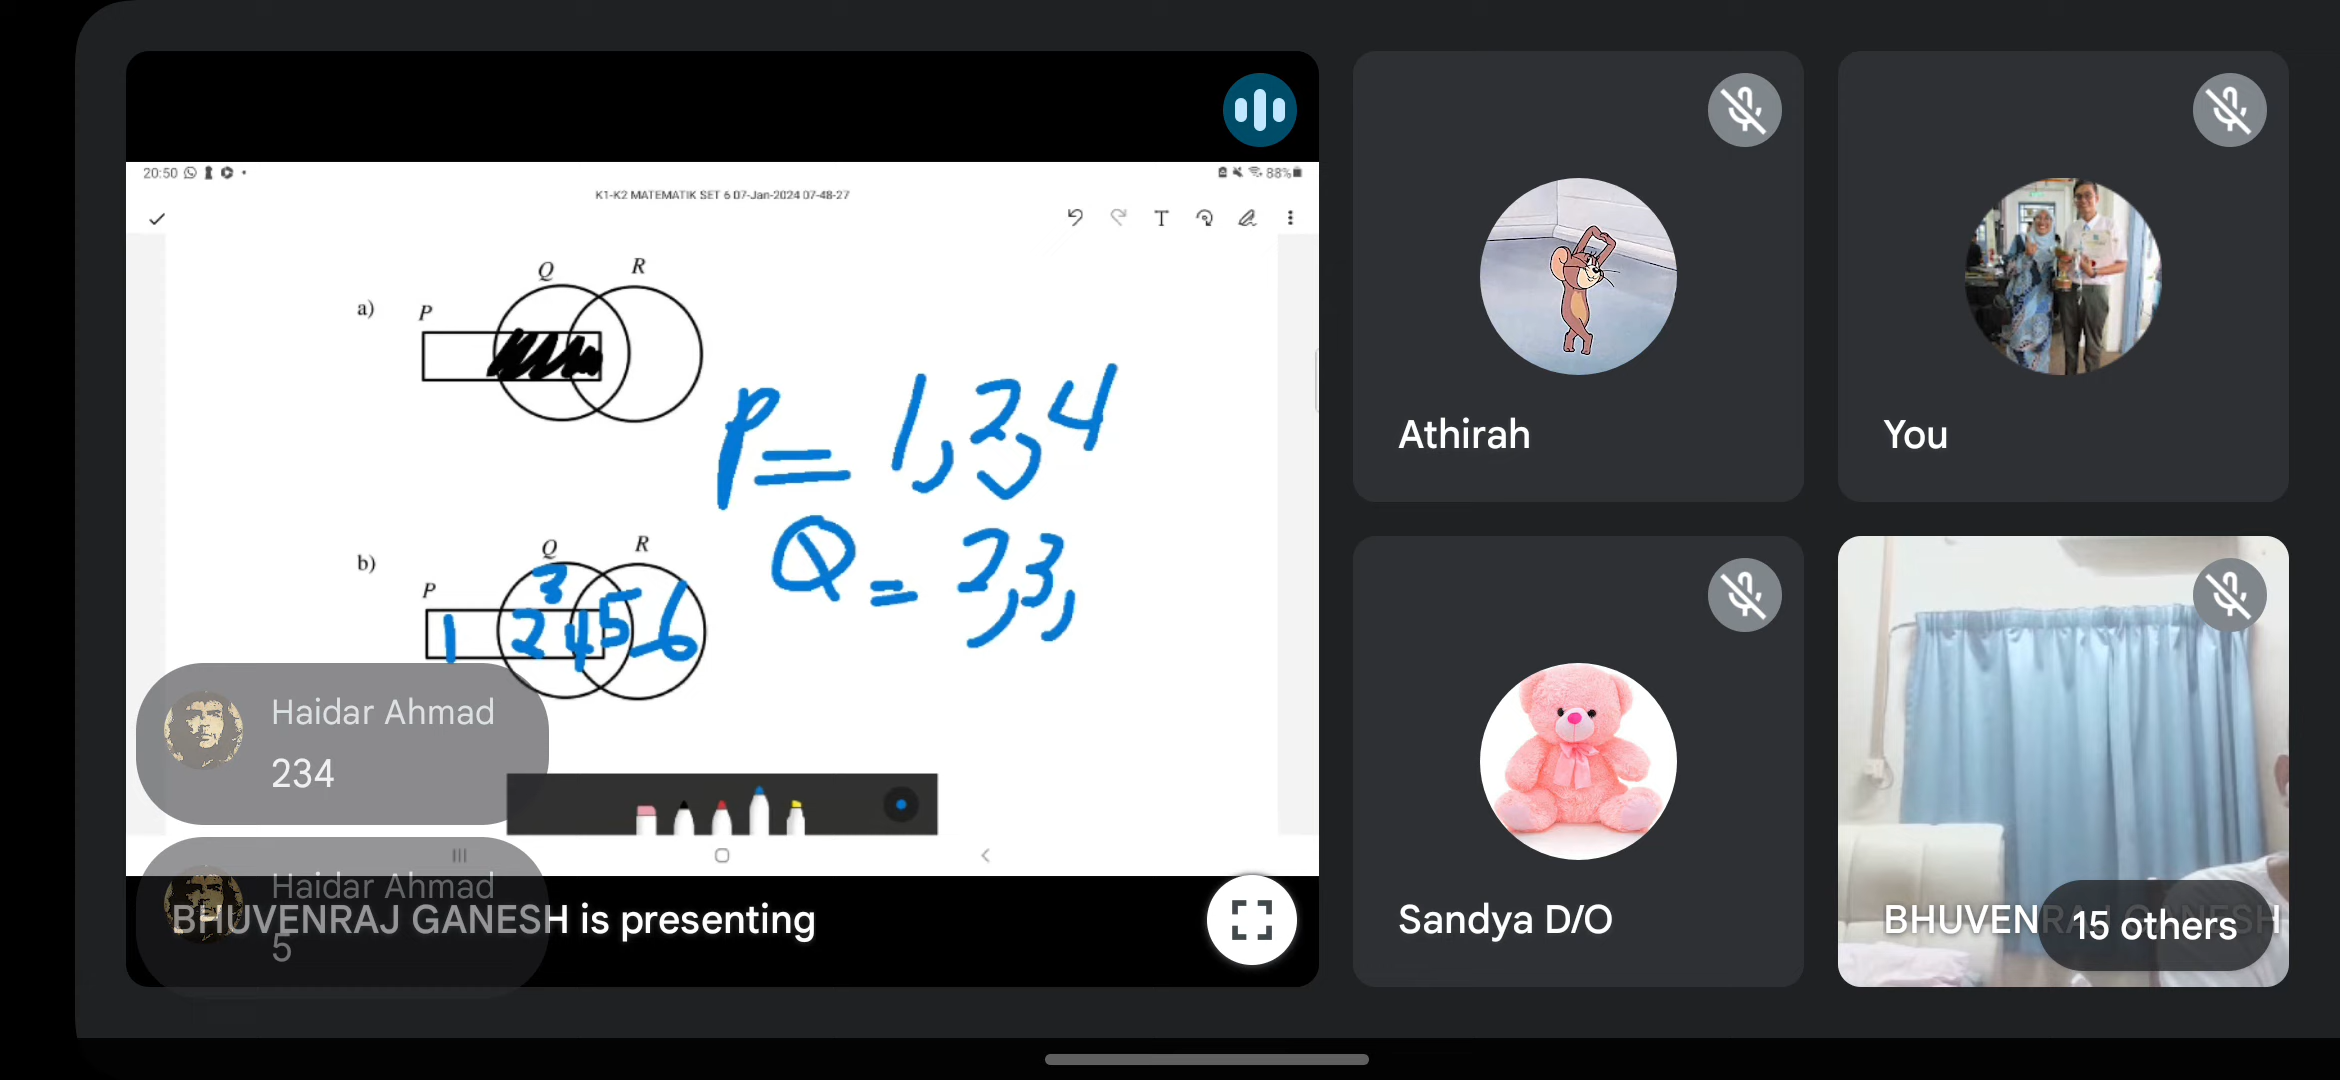 20:50
88%
K1-K2 MATEMATIK SET 6 07-Jan-2024 07-48-27
T
Q R
a) P
P = 1, 2, 4
Q = 2, 3,
Q R
b) P
3
1 2 4 5 6
Haidar Ahmad
234
Haidar Ahmad
5
BHUVENRAJ GANESH is presenting
Athirah
You
Sandya D/O
BHUVENRAJ GANESH
15 others